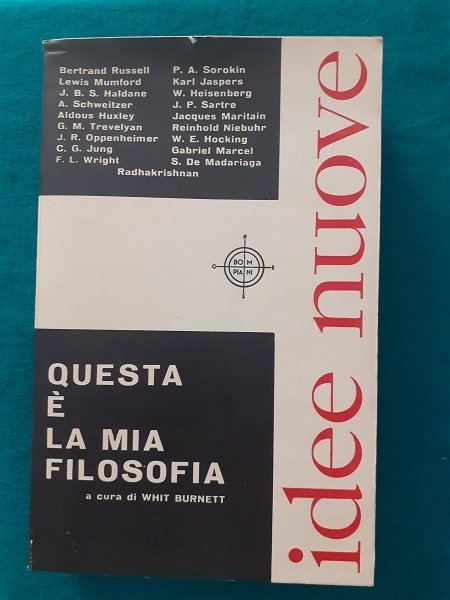 Bertrand Russell
Lewis Mumford
J. B. S. Haldane
A. Schweitzer
Aldous Huxley
G. M. Trevelyan
J. R. Oppenheimer
C. G. Jung
F. L. Wright
P. A. Sorokin
Karl Jaspers
W. Heisenberg
J. P. Sartre
Jacques Maritain
Reinhold Niebuhr
W. E. Hocking
Gabriel Marcel
S. De Madariaga
Radhakrishnan
BOM
PIANI
QUESTA
È
LA MIA
FILOSOFIA
a cura di WHIT BURNETT
idee nuove